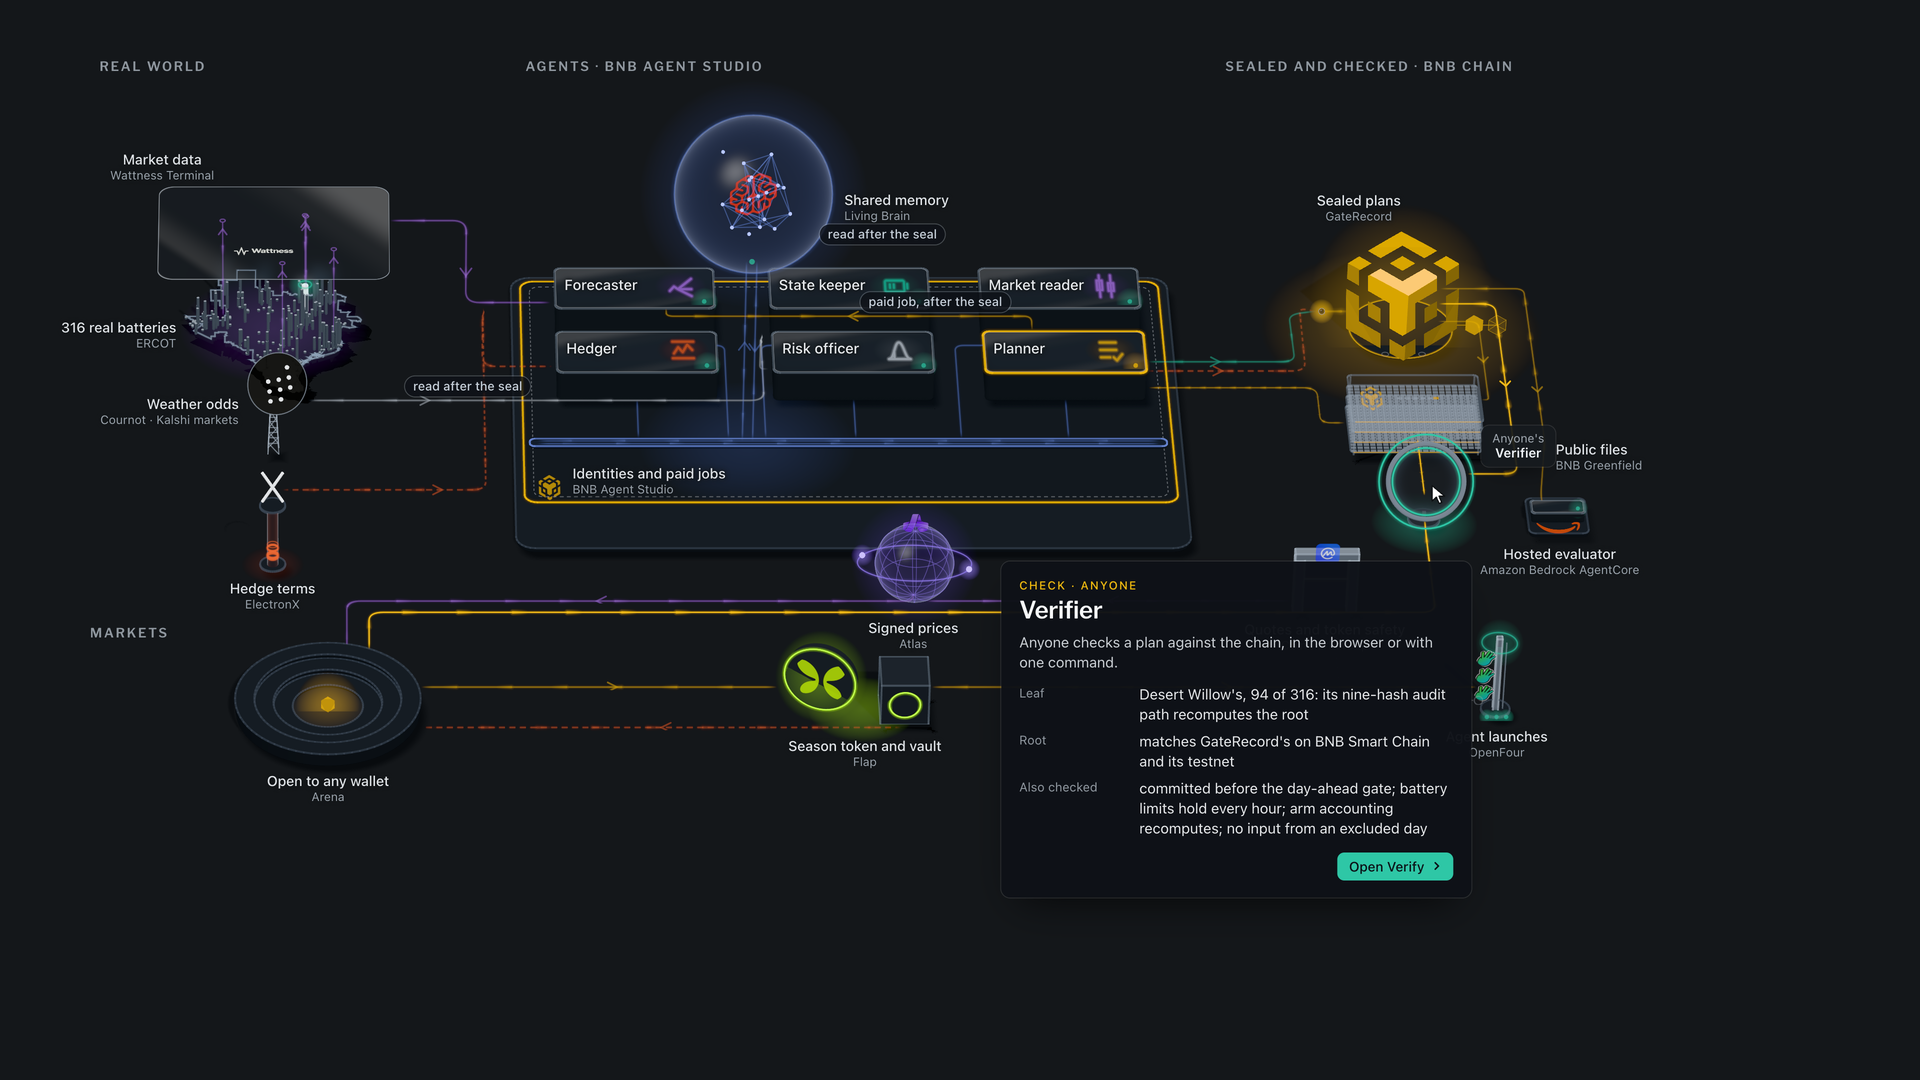 REAL WORLD
AGENTS · BNB AGENT STUDIO
SEALED AND CHECKED · BNB CHAIN
Market data
Wattness Terminal
Wattness
316 real batteries
ERCOT
Weather odds
Cournot · Kalshi markets
read after the seal
Hedge terms
ElectronX
Shared memory
Living Brain
read after the seal
Forecaster
State keeper
Market reader
paid job, after the seal
Hedger
Risk officer
Planner
Identities and paid jobs
BNB Agent Studio
Sealed plans
GateRecord
Anyone's
Verifier
Public files
BNB Greenfield
Hosted evaluator
Amazon Bedrock AgentCore
MARKETS
Open to any wallet
Arena
Signed prices
Atlas
Season token and vault
Flap
CHECK · ANYONE
Verifier
Anyone checks a plan against the chain, in the browser or with
one command.
Leaf
Desert Willow's, 94 of 316: its nine-hash audit
path recomputes the root
Root
matches GateRecord's on BNB Smart Chain
and its testnet
Also checked
committed before the day-ahead gate; battery
limits hold every hour; arm accounting
recomputes; no input from an excluded day
Open Verify
launches
OpenFour